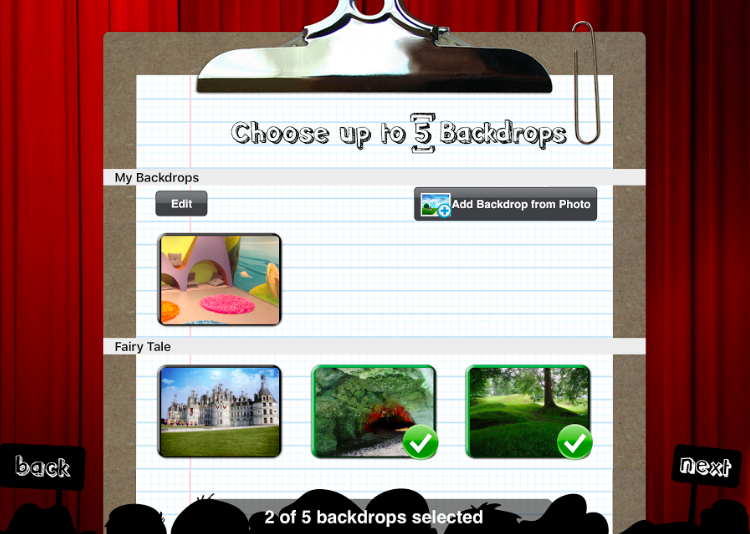 Choose up to 5 Backdrops
My Backdrops
Edit
Add Backdrop from Photo
Fairy Tale
back
next
2 of 5 backdrops selected